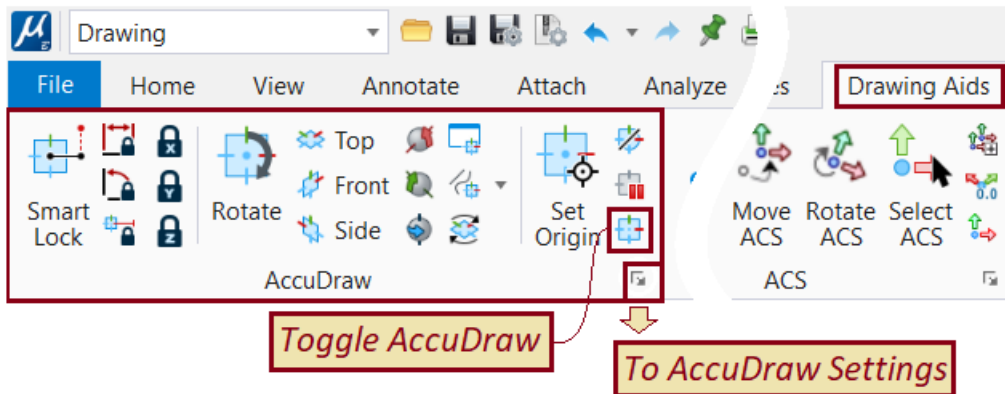 Drawing
File Home View Annotate Attach Analyze es Drawing Aids
X
Y
Z
Smart Lock
Rotate
Top
Front
Side
Set Origin
Move ACS
Rotate ACS
Select ACS
0.0
AccuDraw
ACS
Toggle AccuDraw
To AccuDraw Settings